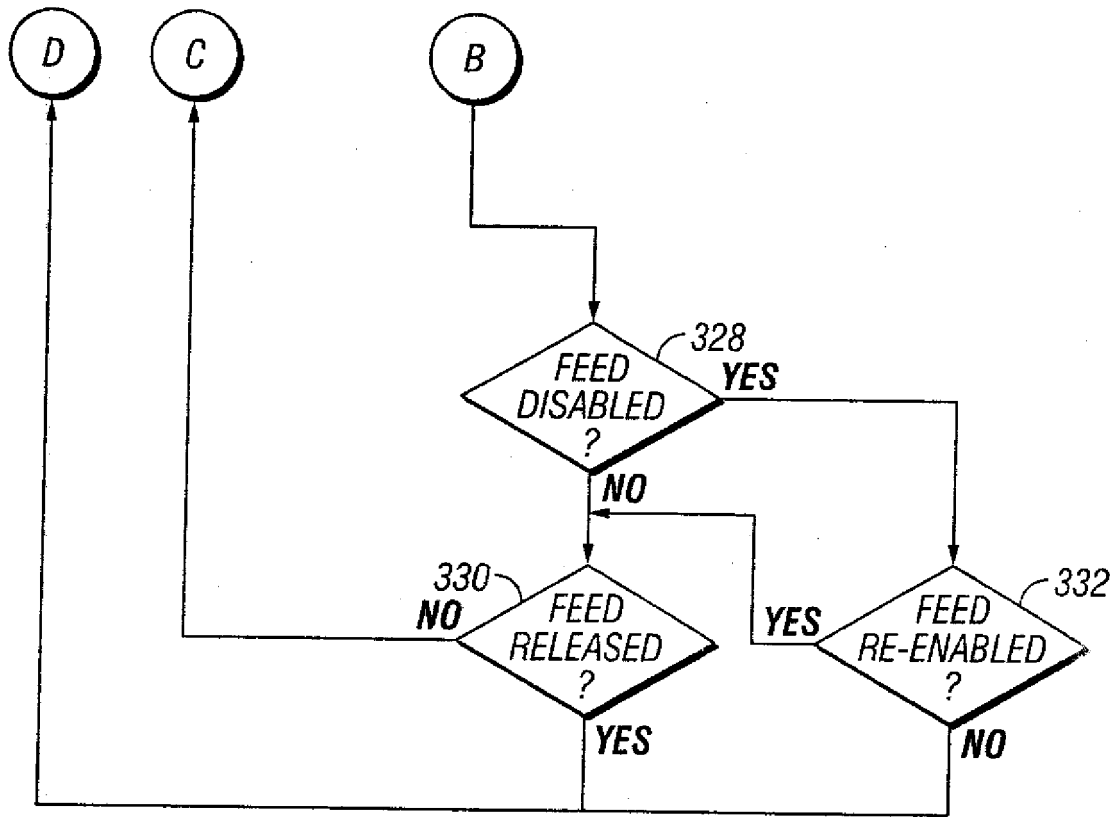 D
C
B
328
FEED
DISABLED
?
YES
NO
330
NO
FEED
RELEASED
?
YES
332
YES
FEED
RE-ENABLED
?
NO